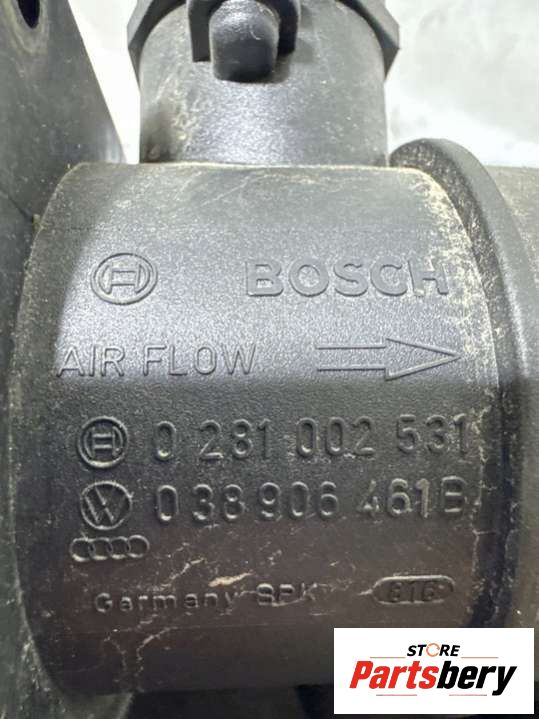 BOSCH
AIR FLOW
0 281 002 531
038 906 461B
Germany
STORE
Partsbery